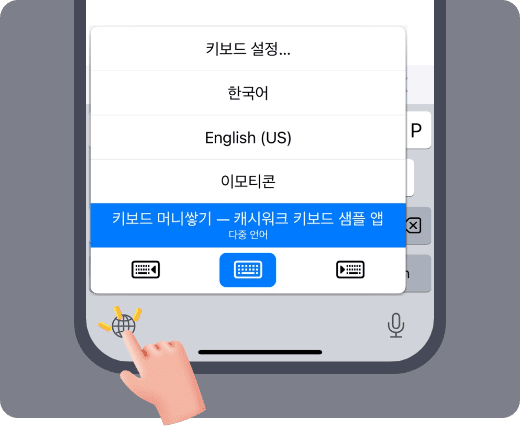 키보드 설정...
한국어
English (US)
이모티콘
키보드 머니쌓기 — 캐시워크 키보드 샘플 앱
다중 언어
P